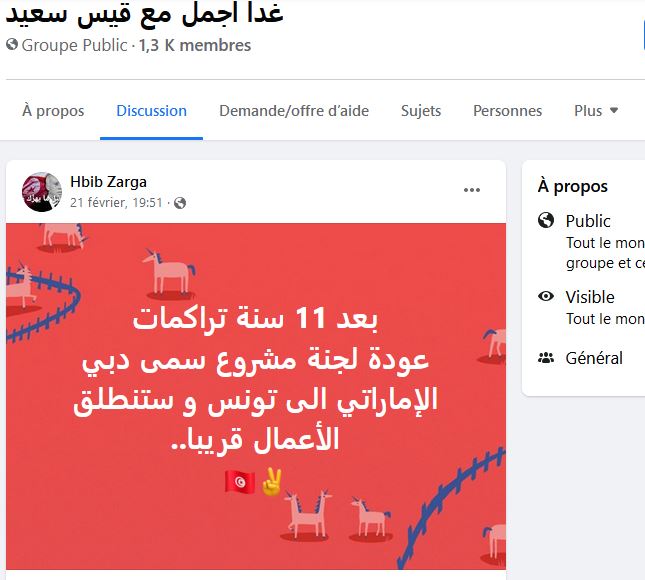 غدا اجمل مع قيس سعيد
Groupe Public · 1,3 K membres
À propos Discussion Demande/offre d’aide Sujets Personnes Plus
Hbib Zarga
21 février, 19:51 ·
بعد 11 سنة تراكمات
عودة لجنة مشروع سمى دبي
الإماراتي الى تونس و ستنطلق
الأعمال قريبا..
À propos
Public
Tout le mon
groupe et ce
Visible
Tout le mon
Général